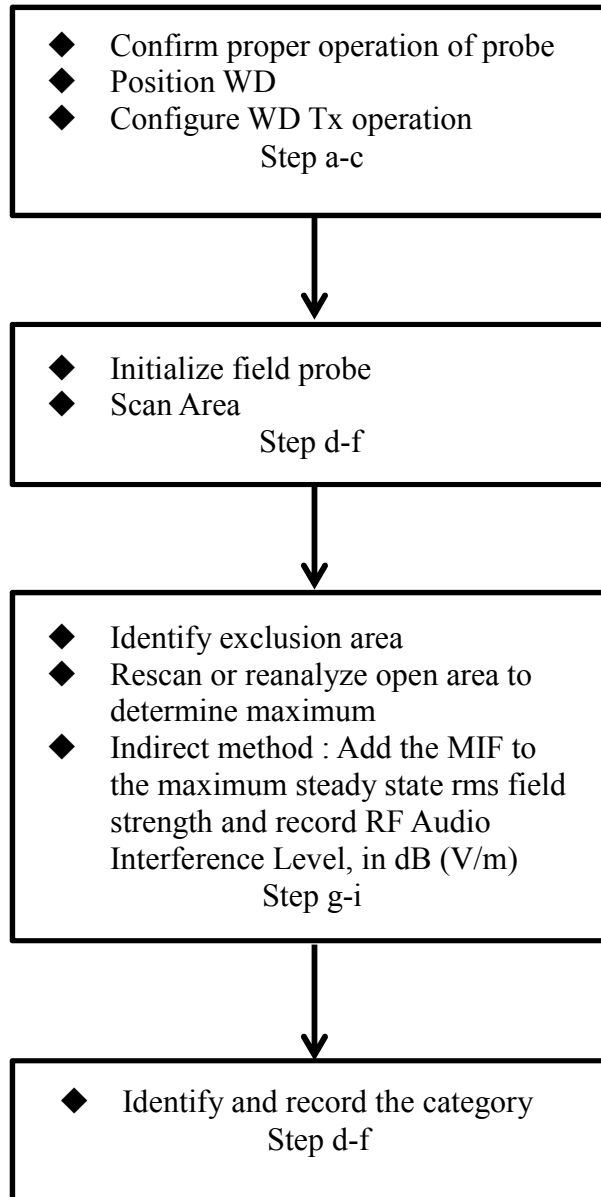 ◆ Confirm proper operation of probe
◆ Position WD
◆ Configure WD Tx operation
Step a-c
◆ Initialize field probe
◆ Scan Area
Step d-f
◆ Identify exclusion area
◆ Rescan or reanalyze open area to
determine maximum
◆ Indirect method : Add the MIF to
the maximum steady state rms field
strength and record RF Audio
Interference Level, in dB (V/m)
Step g-i
◆ Identify and record the category
Step d-f